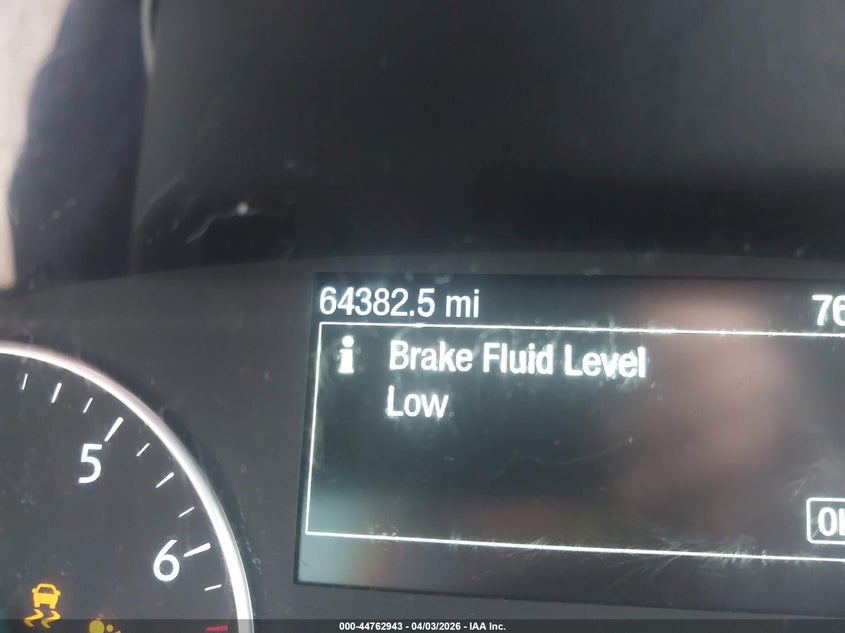 64382.5 mi
76
i Brake Fluid Level
Low
5
6
000-44762943 - 04/03/2026 - IAA Inc.